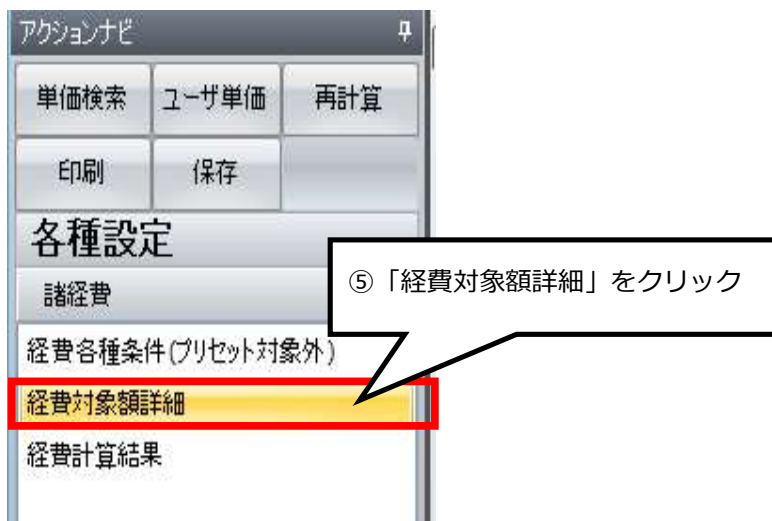 アクションナビ
単価検索 ユーザ単価 再計算
印刷 保存
各種設定
諸経費
⑤「経費対象額詳細」をクリック
経費各種条件(プリセット対象外)
経費対象額詳細
経費計算結果